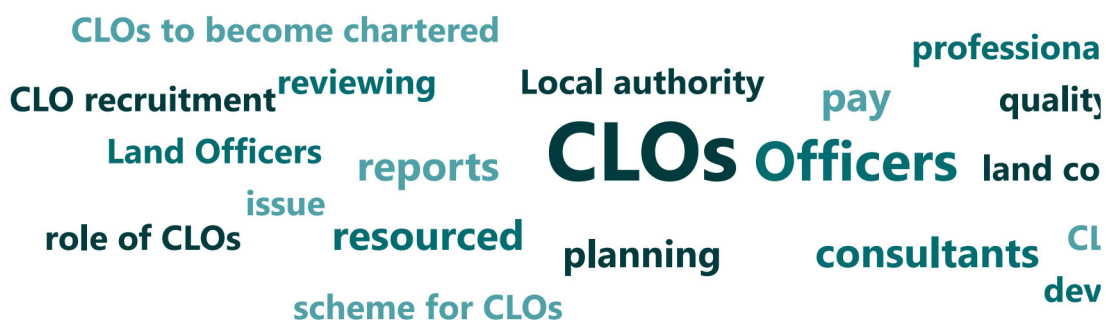 CLOs to become chartered
professiona
CLO recruitment
reviewing
Local authority
pay
quality
Land Officers
reports
CLOs
Officers
land co
issue
role of CLOs
resourced
planning
consultants
CL
dev
scheme for CLOs